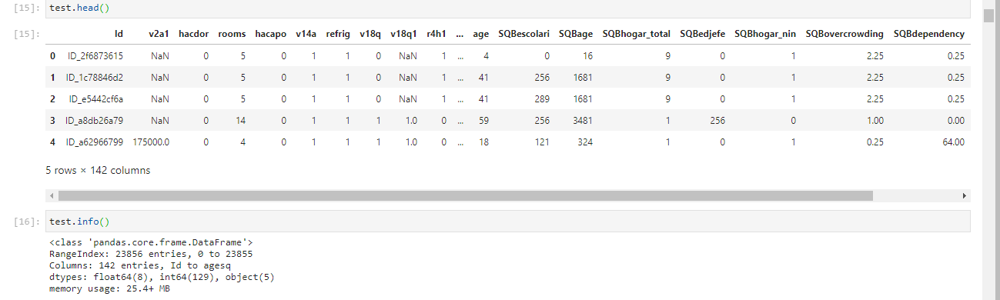 [15]: test.head()
[15]: Id v2a1 hacdor rooms hacapo v14a refrig v18q v18q1 r4h1 ... age SQBescolari SQBage SQBhogar_total SQBedjefe SQBhogar_nin SQBovercrowding SQBdependency
0 ID_2f6873615 NaN 0 5 0 1 1 0 NaN 1 ... 4 0 16 9 0 1 2.25 0.25
1 ID_1c78846d2 NaN 0 5 0 1 1 0 NaN 1 ... 41 256 1681 9 0 1 2.25 0.25
2 ID_e5442cf6a NaN 0 5 0 1 1 0 NaN 1 ... 41 289 1681 9 0 1 2.25 0.25
3 ID_a8db26a79 NaN 0 14 0 1 1 1 1.0 0 ... 59 256 3481 1 256 0 1.00 0.00
4 ID_a62966799 175000.0 0 4 0 1 1 1 1.0 0 ... 18 121 324 1 0 1 0.25 64.00
5 rows × 142 columns
[16]: test.info()
<class 'pandas.core.frame.DataFrame'>
RangeIndex: 23856 entries, 0 to 23855
Columns: 142 entries, Id to agesq
dtypes: float64(8), int64(129), object(5)
memory usage: 25.4+ MB